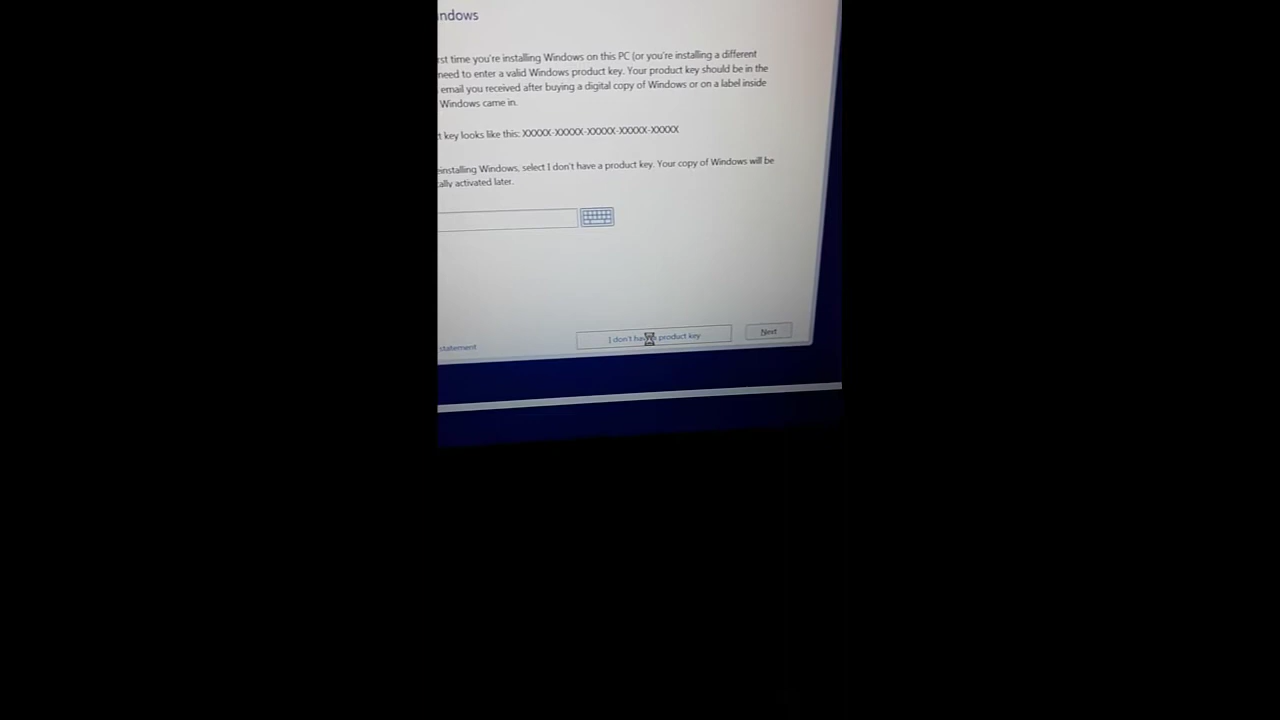 ndows
rst time you're installing Windows on this PC (or you're installing a different
need to enter a valid Windows product key. Your product key should be in the
email you received after buying a digital copy of Windows or on a label inside
Windows came in.
t key looks like this: XXXXX-XXXXX-XXXXX-XXXXX-XXXXX
einstalling Windows, select I don't have a product key. Your copy of Windows will be
ally activated later.
I don't have a product key
Next
statement